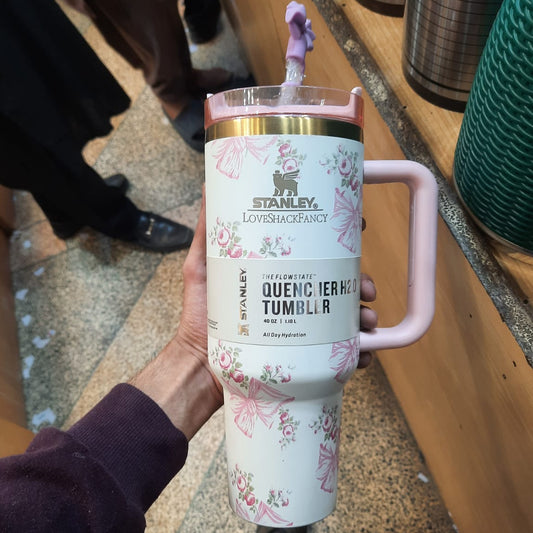 STANLEY®
LOVESHACKFANCY
STANLEY
THE FLOWSTATE™
QUENCHER H2.0
TUMBLER
40 OZ | 1.18 L
All Day Hydration